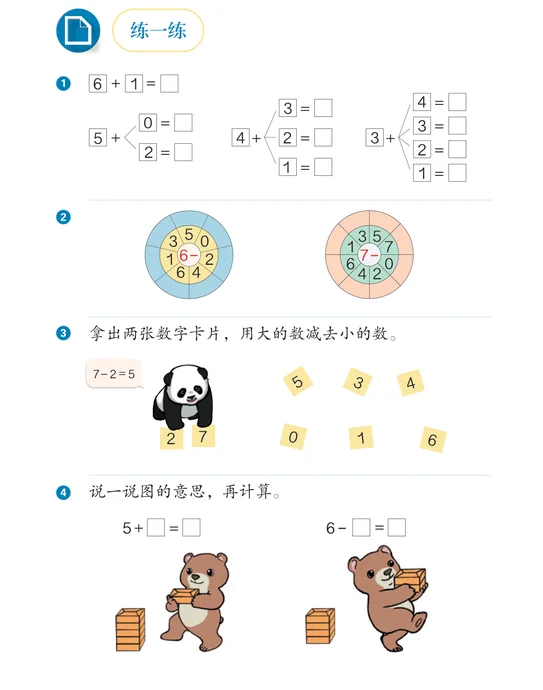 练一练
1 6 + 1 = □
5 + 0 = □
2 = □
4 + 3 = □
2 = □
1 = □
3 + 4 = □
3 = □
2 = □
1 = □
2
3 5 0 1 6- 2 6 4
3 5 1 7 7- 6 0 4 2
3 拿出两张数字卡片，用大的数减去小的数。
7-2=5
2 7
5 3 4
0 1 6
4 说一说图的意思，再计算。
5+□=□
6-□=□